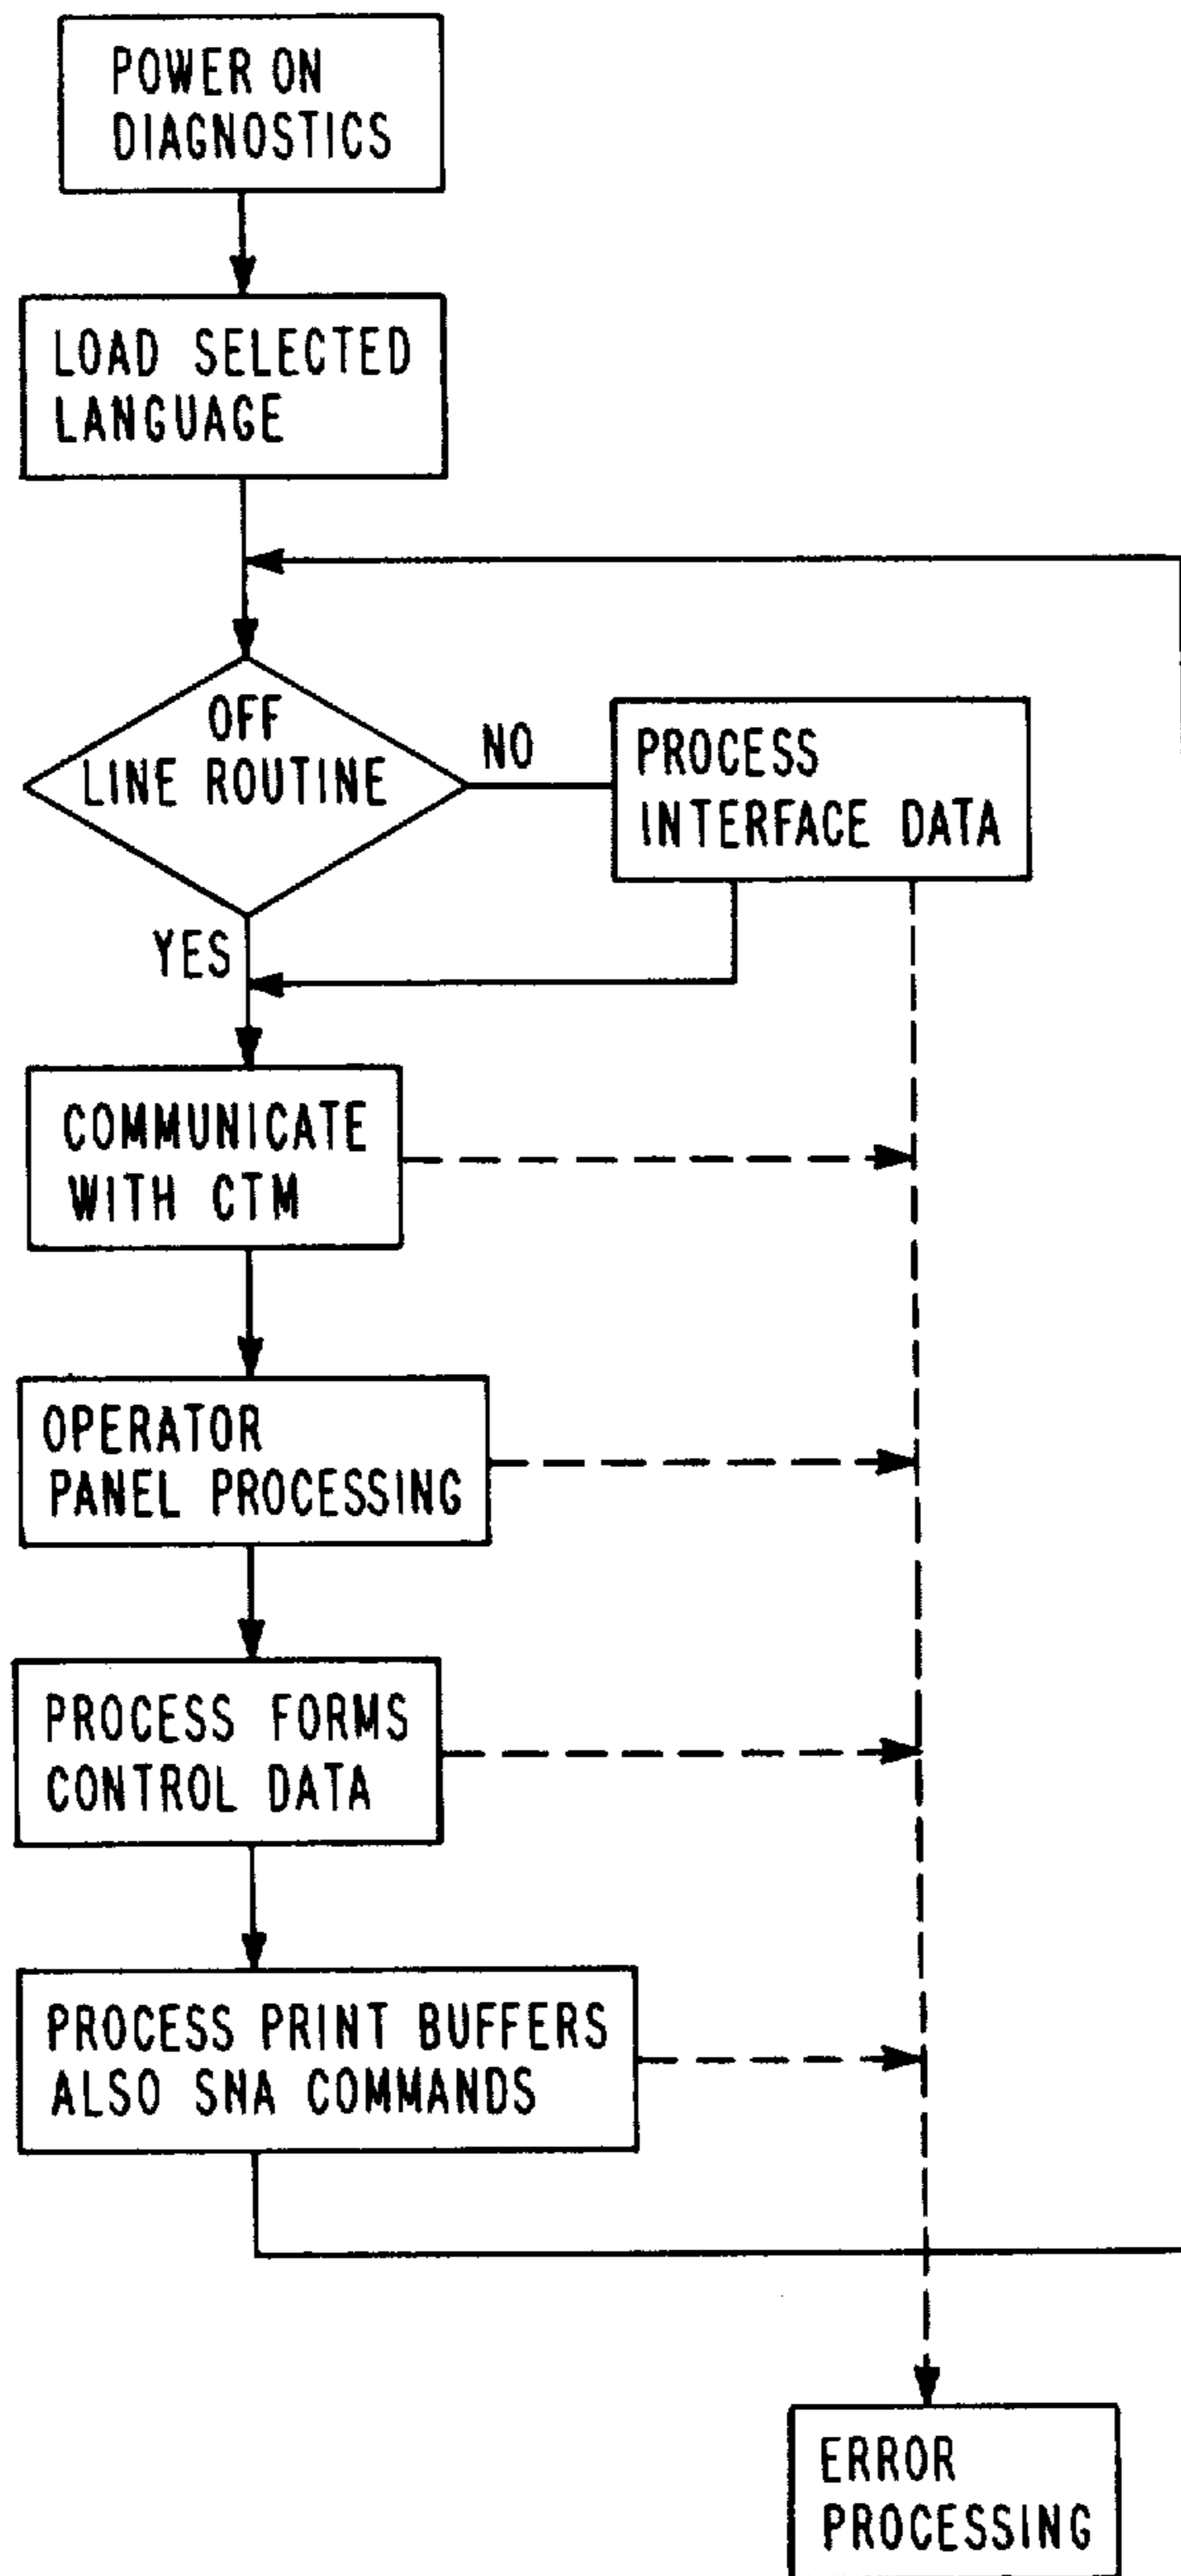 POWER ON
DIAGNOSTICS
LOAD SELECTED
LANGUAGE
OFF
LINE ROUTINE
NO
PROCESS
INTERFACE DATA
YES
COMMUNICATE
WITH CTM
OPERATOR
PANEL PROCESSING
PROCESS FORMS
CONTROL DATA
PROCESS PRINT BUFFERS
ALSO SNA COMMANDS
ERROR
PROCESSING